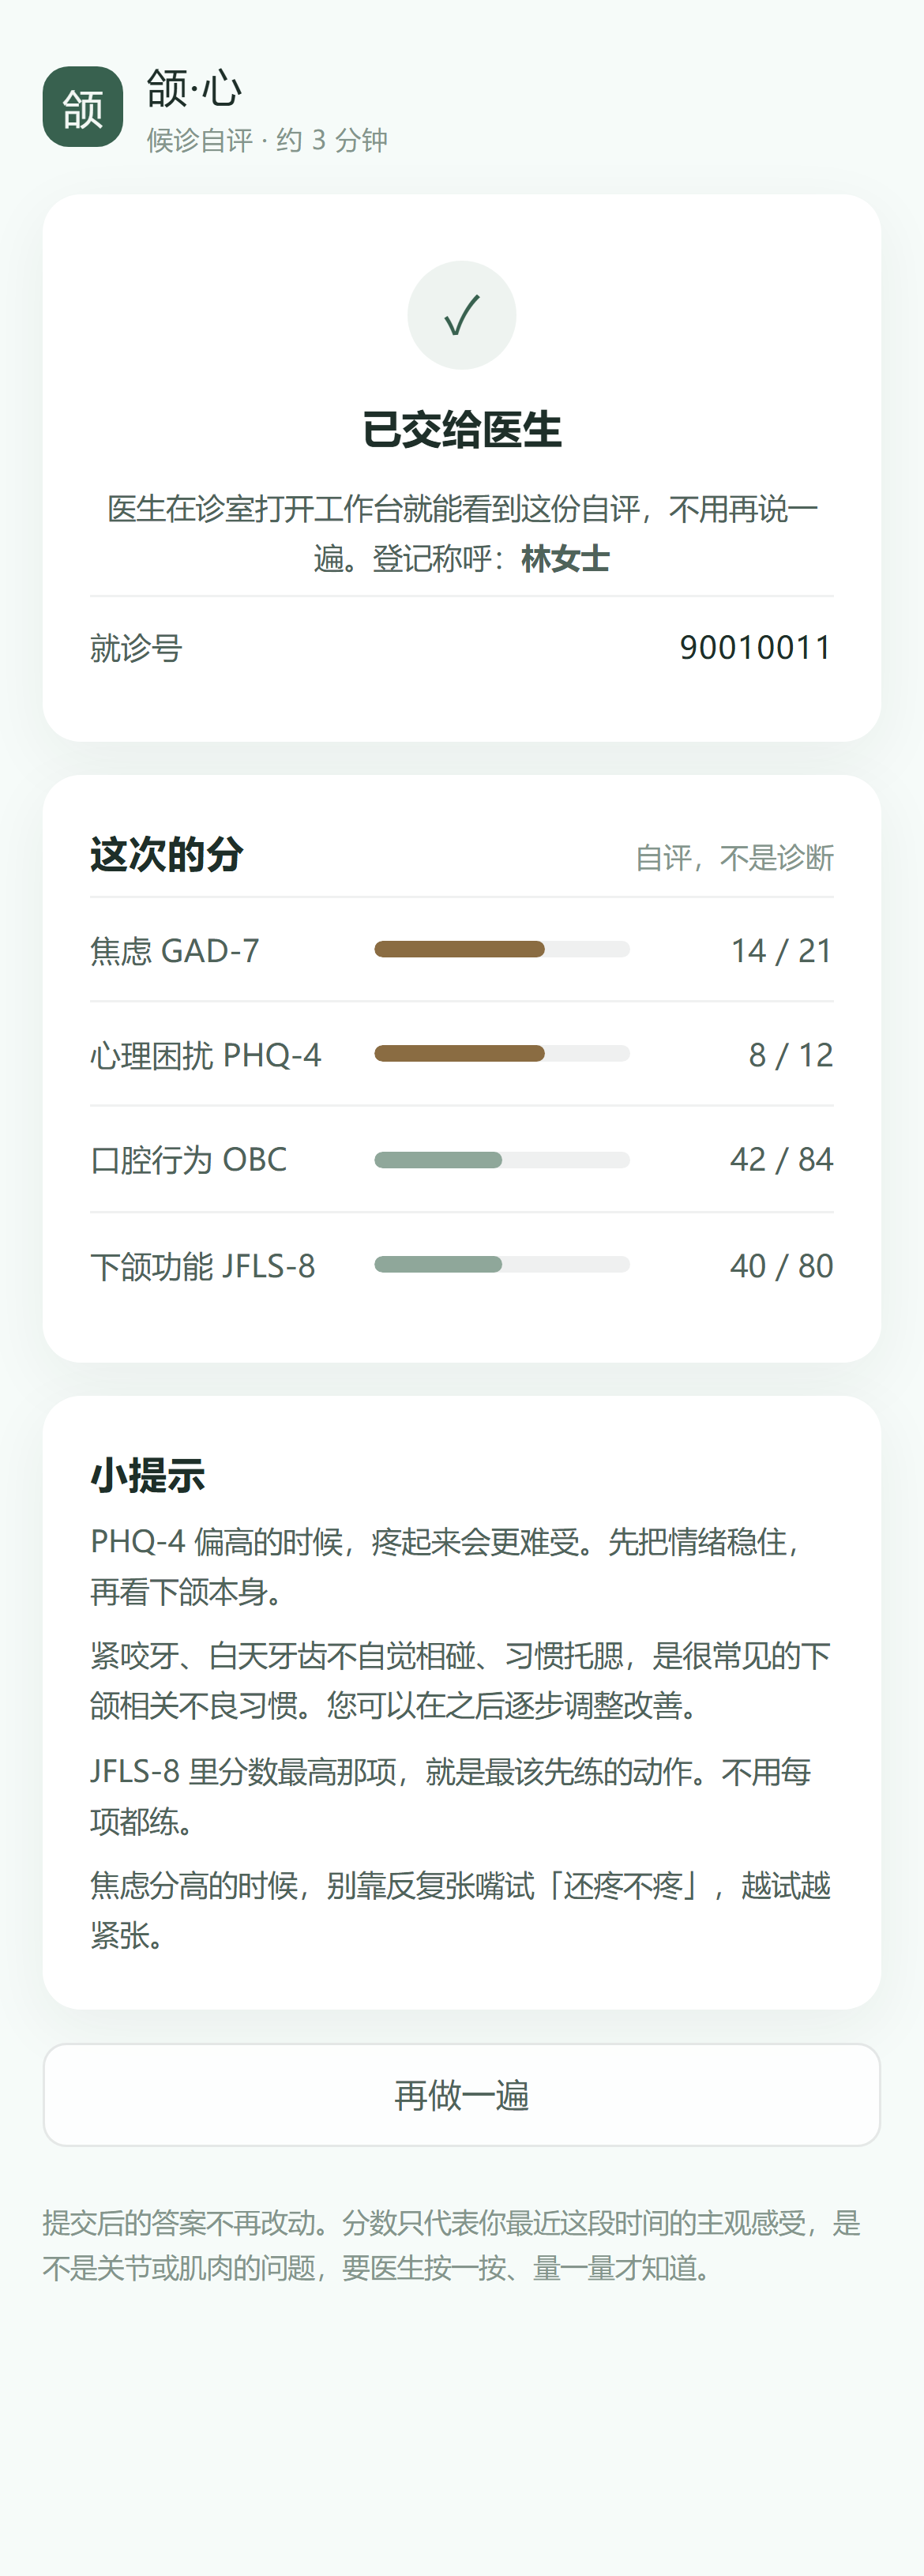 颌
颌·心
候诊自评 · 约 3 分钟
✓
已交给医生
医生在诊室打开工作台就能看到这份自评，不用再说一
遍。登记称呼：林女士
就诊号 90010011
这次的分 自评，不是诊断
焦虑 GAD-7 14 / 21
心理困扰 PHQ-4 8 / 12
口腔行为 OBC 42 / 84
下颌功能 JFLS-8 40 / 80
小提示
PHQ-4 偏高的时候，疼起来会更难受。先把情绪稳住，
再看下颌本身。
紧咬牙、白天牙齿不自觉相碰、习惯托腮，是很常见的下
颌相关不良习惯。您可以在之后逐步调整改善。
JFLS-8 里分数最高那项，就是最该先练的动作。不用每
项都练。
焦虑分高的时候，别靠反复张嘴试「还疼不疼」，越试越
紧张。
再做一遍
提交后的答案不再改动。分数只代表你最近这段时间的主观感受，是
不是关节或肌肉的问题，要医生按一按、量一量才知道。